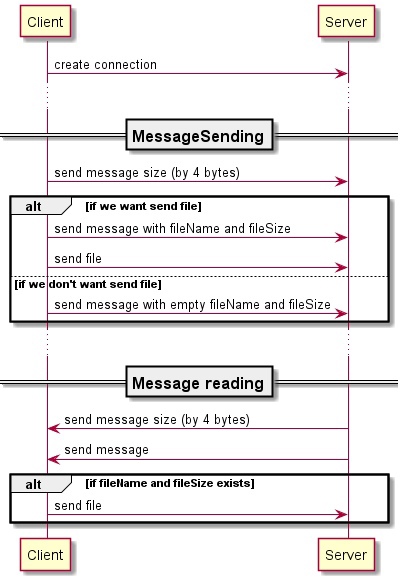 Client Server
create connection
MessageSending
send message size (by 4 bytes)
alt [if we want send file]
send message with fileName and fileSize
send file
[if we don't want send file]
send message with empty fileName and fileSize
Message reading
send message size (by 4 bytes)
send message
alt [if fileName and fileSize exists]
send file
Client Server